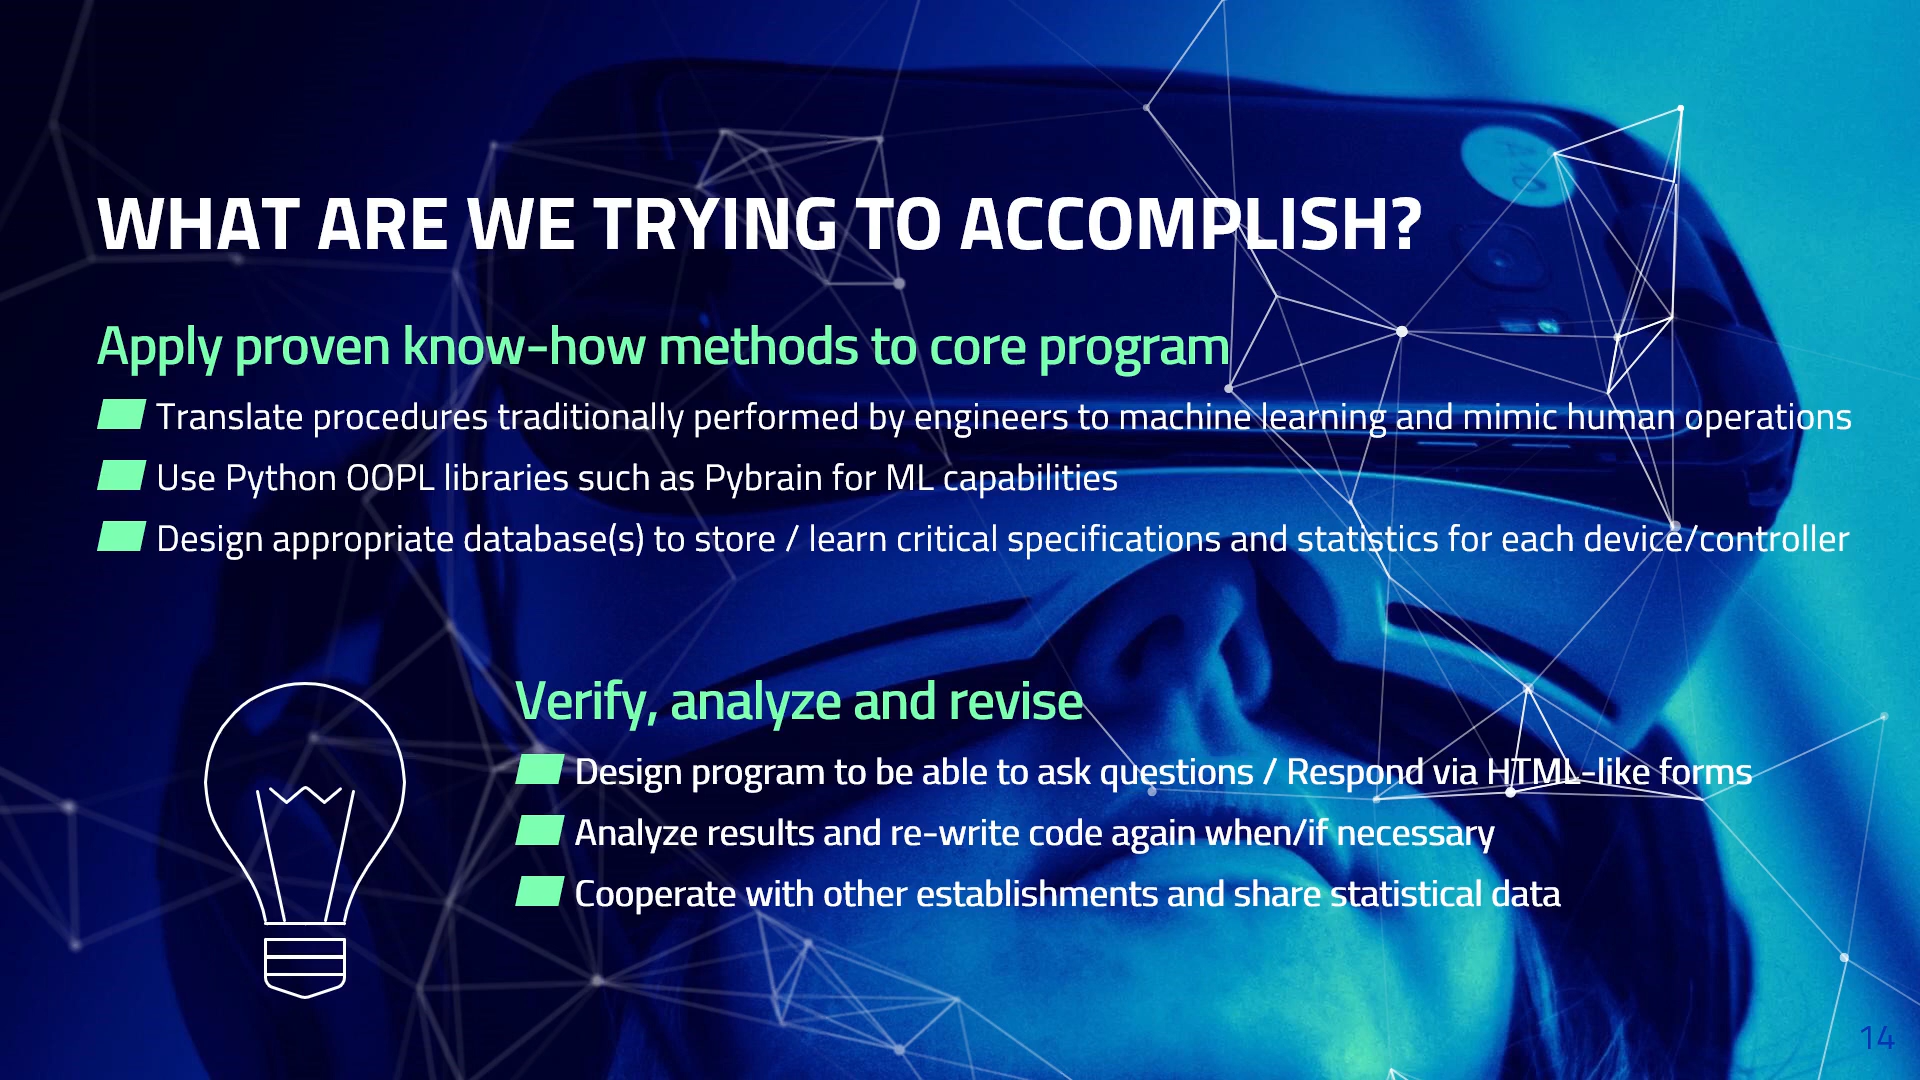 WHAT ARE WE TRYING TO ACCOMPLISH?
Apply proven know-how methods to core program
Translate procedures traditionally performed by engineers to machine learning and mimic human operations
Use Python OOPL libraries such as Pybrain for ML capabilities
Design appropriate database(s) to store / learn critical specifications and statistics for each device/controller
Verify, analyze and revise
Design program to be able to ask questions / Respond via HTML-like forms
Analyze results and re-write code again when/if necessary
Cooperate with other establishments and share statistical data
14